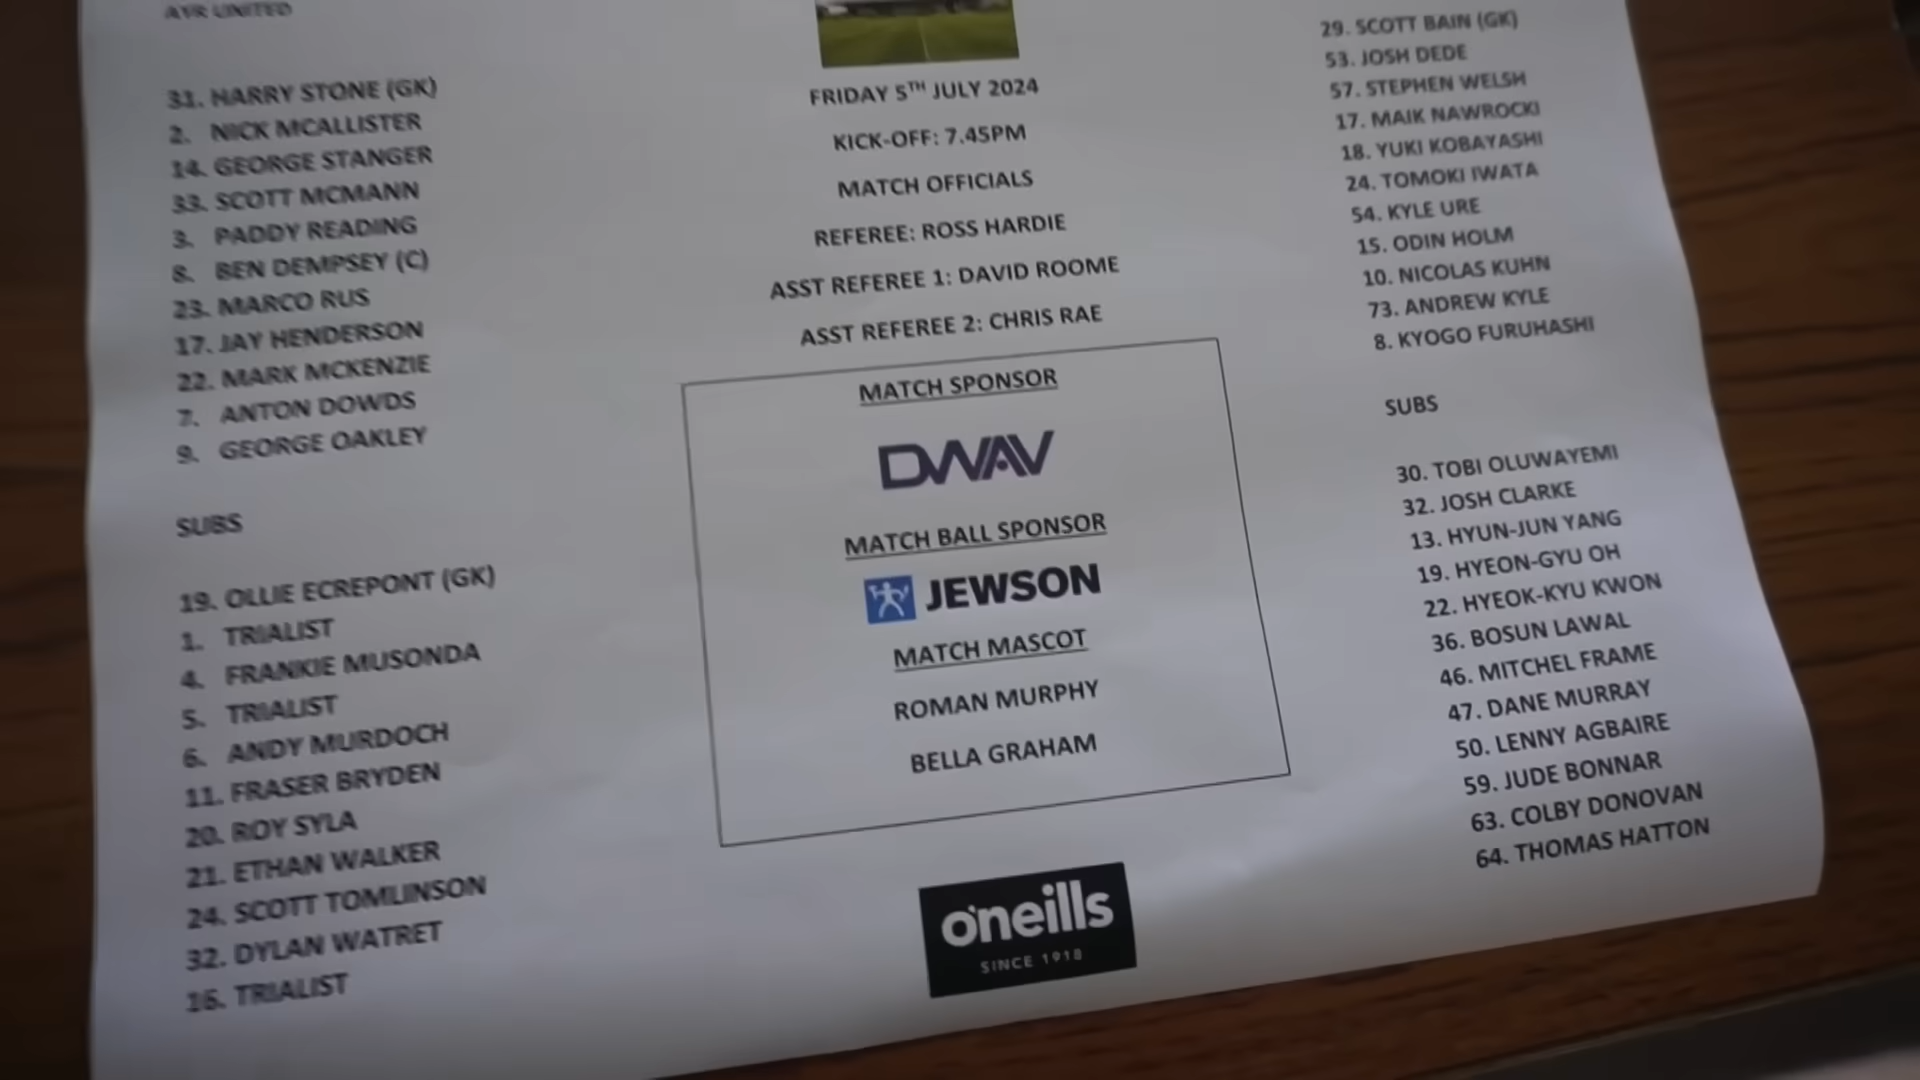 AYR UNITED
31. HARRY STONE (GK)
2. NICK MCALLISTER
14. GEORGE STANGER
33. SCOTT MCMANN
3. PADDY READING
8. BEN DEMPSEY (C)
23. MARCO RUS
17. JAY HENDERSON
22. MARK MCKENZIE
7. ANTON DOWDS
9. GEORGE OAKLEY
SUBS
19. OLLIE ECREPONT (GK)
1. TRIALIST
4. FRANKIE MUSONDA
5. TRIALIST
6. ANDY MURDOCH
11. FRASER BRYDEN
20. ROY SYLA
21. ETHAN WALKER
24. SCOTT TOMLINSON
32. DYLAN WATRET
16. TRIALIST
FRIDAY 5TH JULY 2024
KICK-OFF: 7.45PM
MATCH OFFICIALS
REFEREE: ROSS HARDIE
ASST REFEREE 1: DAVID ROOME
ASST REFEREE 2: CHRIS RAE
MATCH SPONSOR
DWAV
MATCH BALL SPONSOR
JEWSON
MATCH MASCOT
ROMAN MURPHY
BELLA GRAHAM
o'neills
SINCE 1918
29. SCOTT BAIN (GK)
53. JOSH DEDE
57. STEPHEN WELSH
17. MAIK NAWROCKI
18. YUKI KOBAYASHI
24. TOMOKI IWATA
54. KYLE URE
15. ODIN HOLM
10. NICOLAS KUHN
73. ANDREW KYLE
8. KYOGO FURUHASHI
SUBS
30. TOBI OLUWAYEMI
32. JOSH CLARKE
13. HYUN-JUN YANG
19. HYEON-GYU OH
22. HYEOK-KYU KWON
36. BOSUN LAWAL
46. MITCHEL FRAME
47. DANE MURRAY
50. LENNY AGBAIRE
59. JUDE BONNAR
63. COLBY DONOVAN
64. THOMAS HATTON